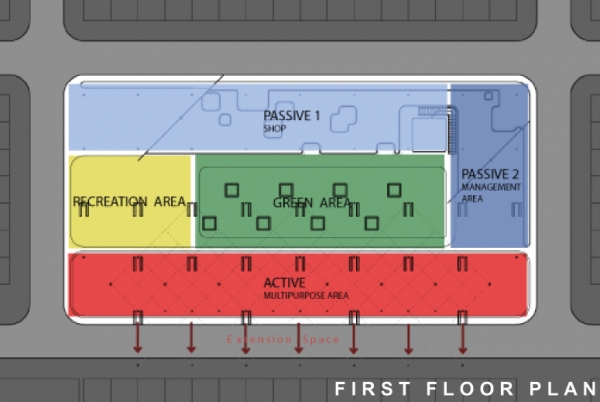 PASSIVE 1
SHOP
PASSIVE 2
MANAGEMENT
AREA
RECREATION AREA
GREEN AREA
ACTIVE
MULTIPURPOSE AREA
Extension Space
FIRST FLOOR PLAN